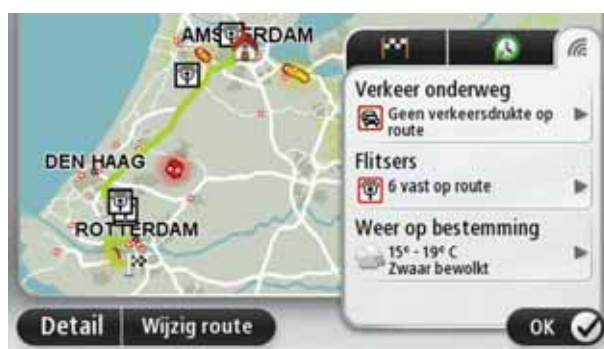 AMSTERDAM
DEN HAAG
ROTTERDAM
Verkeer onderweg
Geen verkeersdrukte op
route
Flitsers
6 vast op route
Weer op bestemming
15° - 19° C
Zwaar bewolkt
Detail
Wijzig route
OK